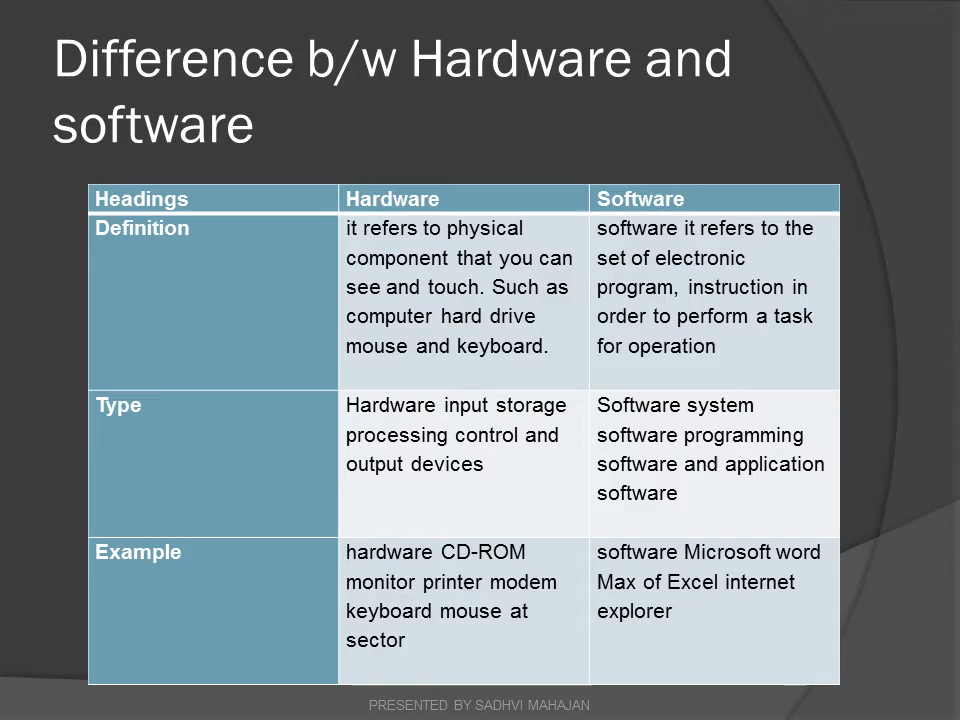 Difference b/w Hardware and
software
Headings
Hardware
Software
Definition
it refers to physical
component that you can
see and touch. Such as
computer hard drive
mouse and keyboard.
software it refers to the
set of electronic
program, instruction in
order to perform a task
for operation
Type
Hardware input storage
processing control and
output devices
Software system
software programming
software and application
software
Example
hardware CD-ROM
monitor printer modem
keyboard mouse at
sector
software Microsoft word
Max of Excel internet
explorer
PRESENTED BY SADHVI MAHAJAN